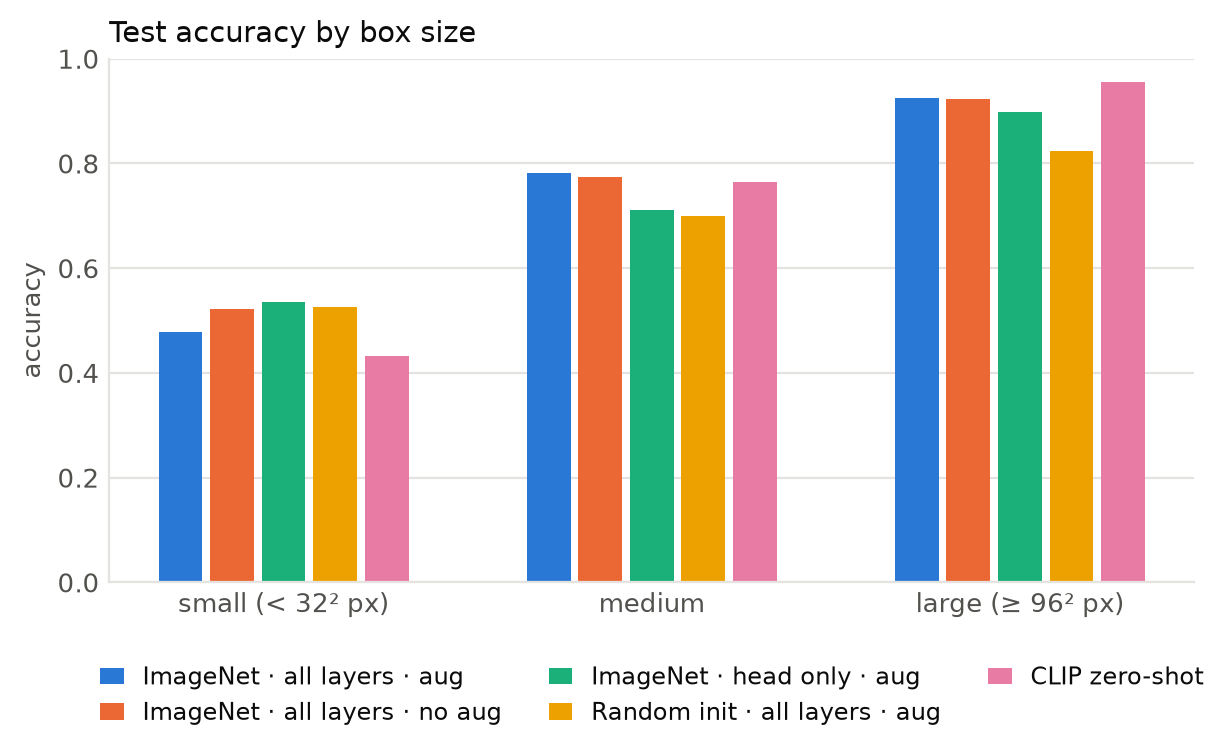 Test accuracy by box size
1.0
0.8
0.6
0.4
0.2
0.0
accuracy
small (< 32² px)
medium
large (≥ 96² px)
ImageNet · all layers · aug
ImageNet · all layers · no aug
ImageNet · head only · aug
Random init · all layers · aug
CLIP zero-shot